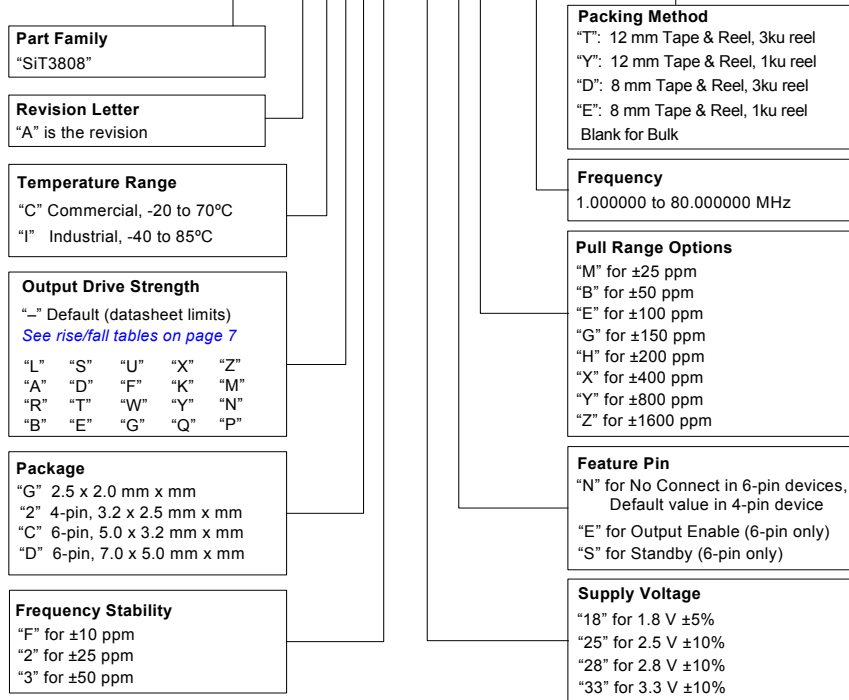 Part Family
“SiT3808”
Revision Letter
“A” is the revision
Temperature Range
“C” Commercial, -20 to 70ºC
“I” Industrial, -40 to 85ºC
Output Drive Strength
“–” Default (datasheet limits)
See rise/fall tables on page 7
“L” “S” “U” “X” “Z”
“A” “D” “F” “K” “M”
“R” “T” “W” “Y” “N”
“B” “E” “G” “Q” “P”
Package
“G” 2.5 x 2.0 mm x mm
“2” 4-pin, 3.2 x 2.5 mm x mm
“C” 6-pin, 5.0 x 3.2 mm x mm
“D” 6-pin, 7.0 x 5.0 mm x mm
Frequency Stability
“F” for ±10 ppm
“2” for ±25 ppm
“3” for ±50 ppm
Packing Method
“T”: 12 mm Tape & Reel, 3ku reel
“Y”: 12 mm Tape & Reel, 1ku reel
“D”: 8 mm Tape & Reel, 3ku reel
“E”: 8 mm Tape & Reel, 1ku reel
Blank for Bulk
Frequency
1.000000 to 80.000000 MHz
Pull Range Options
“M” for ±25 ppm
“B” for ±50 ppm
“E” for ±100 ppm
“G” for ±150 ppm
“H” for ±200 ppm
“X” for ±400 ppm
“Y” for ±800 ppm
“Z” for ±1600 ppm
Feature Pin
“N” for No Connect in 6-pin devices,
Default value in 4-pin device
“E” for Output Enable (6-pin only)
“S” for Standby (6-pin only)
Supply Voltage
“18” for 1.8 V ±5%
“25” for 2.5 V ±10%
“28” for 2.8 V ±10%
“33” for 3.3 V ±10%